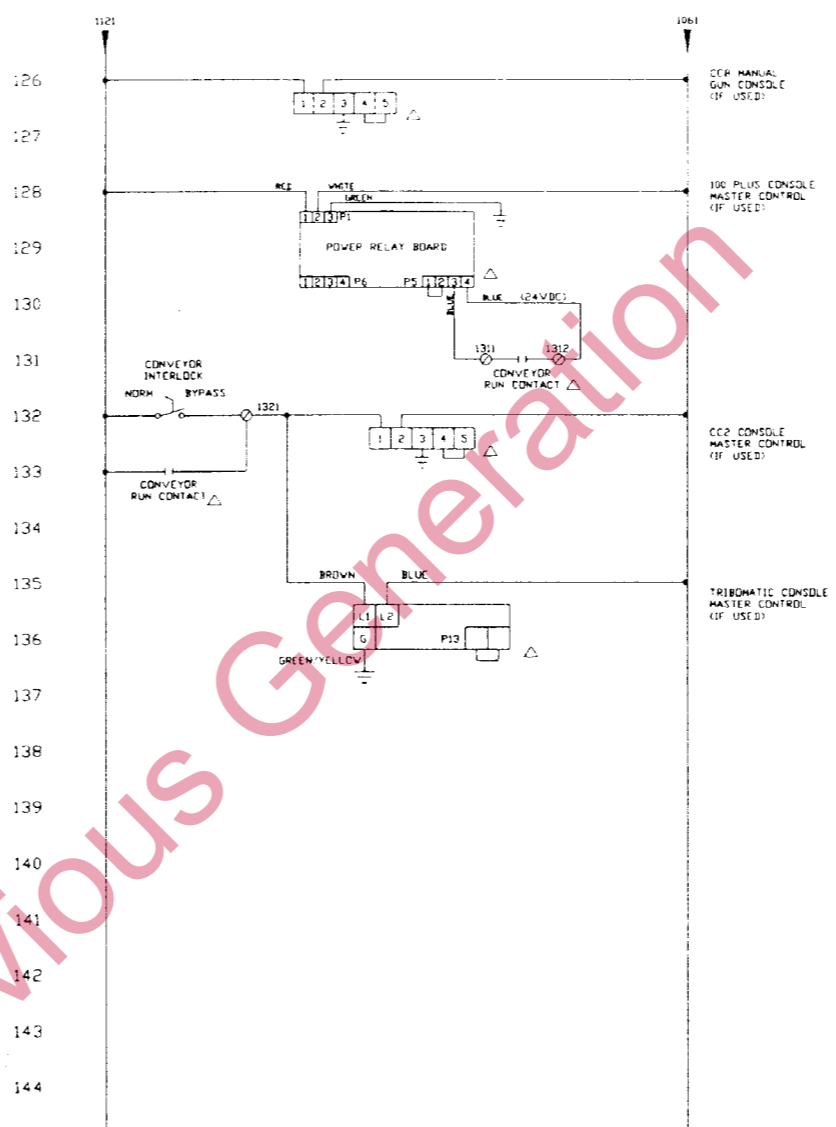 1121 1061
126 CC8 MANUAL
GUN CONSOLE
(IF USED)
1 2 3 4 5
127
128 RED WHITE 100 PLUS CONSOLE
GREEN MASTER CONTROL
(IF USED)
1 2 3 P1
129 POWER RELAY BOARD
1 2 3 4 P6 P5 1 2 3 4
130 BLUE BLUE (24VDC)
131 1311 1312
CONVEYOR
RUN CONTACT
CONVEYOR
INTERLOCK
NORM BYPASS
132 1321
CC2 CONSOLE
MASTER CONTROL
(IF USED)
1 2 3 4 5
133
CONVEYOR
RUN CONTACT
134
135 BROWN BLUE
TRIBOMATIC CONSOLE
MASTER CONTROL
(IF USED)
L1 L2
136 G P13
GREEN/YELLOW
137
138
139
140
141
142
143
144
vious Generation